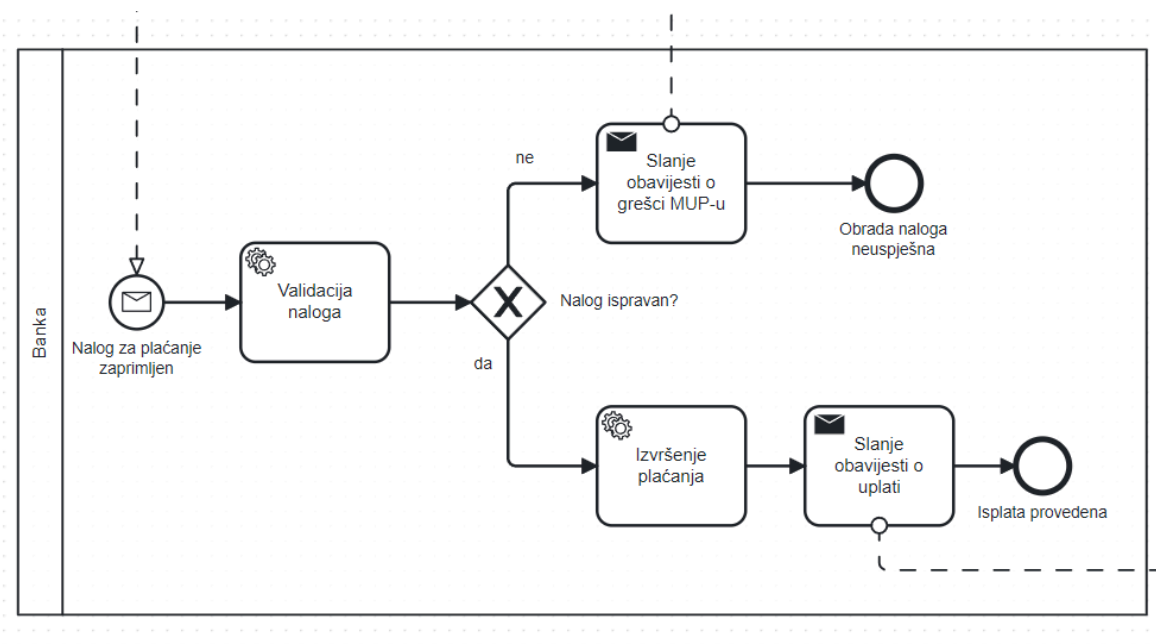 Banka
Nalog za plaćanje
zaprimljen
Validacija
naloga
Nalog ispravan?
ne
Slanje
obavijesti o
grešci MUP-u
Obrada naloga
neuspješna
da
Izvršenje
plaćanja
Slanje
obavijesti o
uplati
Isplata provedena